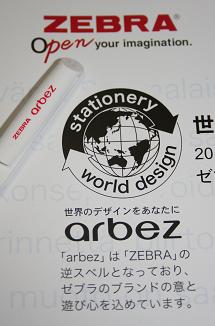 ZEBRA
Open your imagination.
ZEBRA arbez
stationery
world design
世
20
ゼブ
世界のデザインをあなたに
arbez
「arbez」は「ZEBRA」の
逆スペルとなっており、
ゼブラのブランドの意と
遊び心を込めています。